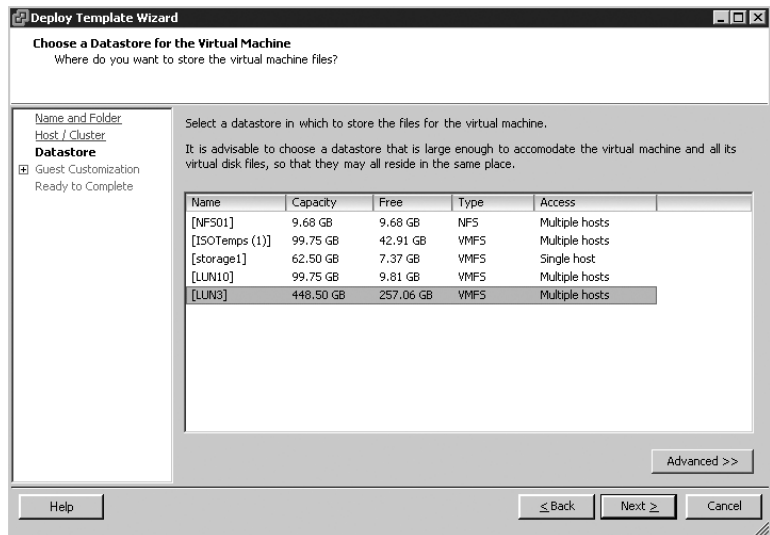 Deploy Template Wizard
Choose a Datastore for the Virtual Machine
Where do you want to store the virtual machine files?
Name and Folder
Host / Cluster
Datastore
Guest Customization
Ready to Complete
Select a datastore in which to store the files for the virtual machine.
It is advisable to choose a datastore that is large enough to accomodate the virtual machine and all its
virtual disk files, so that they may all reside in the same place.
Name Capacity Free Type Access
[NFS01] 9.68 GB 9.68 GB NFS Multiple hosts
[ISOTemps (1)] 99.75 GB 42.91 GB VMFS Multiple hosts
[storage1] 62.50 GB 7.37 GB VMFS Single host
[LUN10] 99.75 GB 9.81 GB VMFS Multiple hosts
[LUN3] 448.50 GB 257.06 GB VMFS Multiple hosts
Advanced >>
Help ≤ Back Next ≥ Cancel